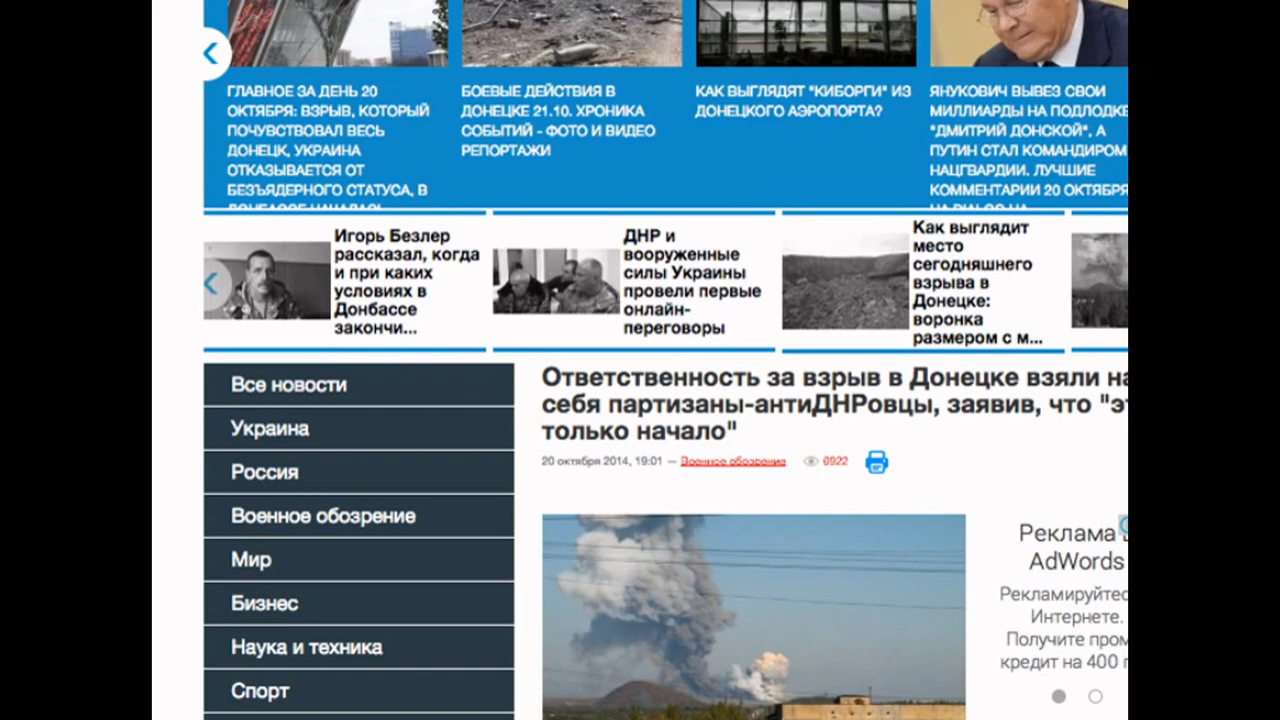 ГЛАВНОЕ ЗА ДЕНЬ 20
ОКТЯБРЯ: ВЗРЫВ, КОТОРЫЙ
ПОЧУВСТВОВАЛ ВЕСЬ
ДОНЕЦК, УКРАИНА
ОТКАЗЫВАЕТСЯ ОТ
БЕЗЪЯДЕРНОГО СТАТУСА, В
БОЕВЫЕ ДЕЙСТВИЯ В
ДОНЕЦКЕ 21.10. ХРОНИКА
СОБЫТИЙ - ФОТО И ВИДЕО
РЕПОРТАЖИ
КАК ВЫГЛЯДЯТ "КИБОРГИ" ИЗ
ДОНЕЦКОГО АЭРОПОРТА?
ЯНУКОВИЧ ВЫВЕЗ СВОИ
МИЛЛИАРДЫ НА ПОДЛОДКЕ
"ДМИТРИЙ ДОНСКОЙ", А
ПУТИН СТАЛ КОМАНДИРОМ
НАЦГВАРДИИ. ЛУЧШИЕ
КОММЕНТАРИИ 20 ОКТЯБРЯ
Игорь Безлер
рассказал, когда
и при каких
условиях в
Донбассе
закончи...
ДНР и
вооруженные
силы Украины
провели первые
онлайн-
переговоры
Как выглядит
место
сегодняшнего
взрыва в
Донецке:
воронка
размером с м...
Все новости
Украина
Россия
Военное обозрение
Мир
Бизнес
Наука и техника
Спорт
Ответственность за взрыв в Донецке взяли на
себя партизаны-антиДНРовцы, заявив, что "эт
только начало"
20 октября 2014, 19:01 — Военное обозрение 6922
Реклама
AdWords
Рекламируйтес
Интернете.
Получите пром
кредит на 400 г